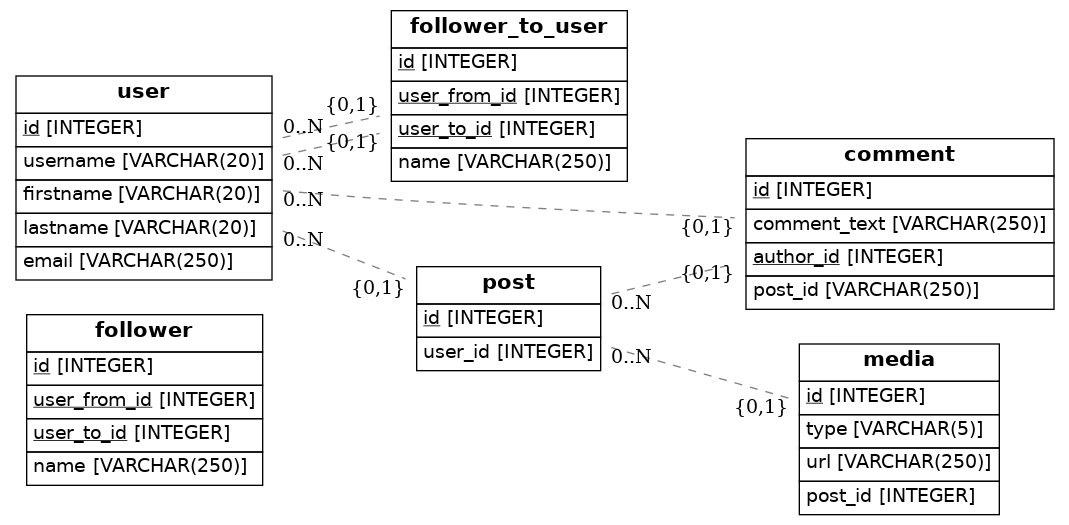 user
id [INTEGER]
username [VARCHAR(20)]
firstname [VARCHAR(20)]
lastname [VARCHAR(20)]
email [VARCHAR(250)]
follower_to_user
id [INTEGER]
user_from_id [INTEGER]
user_to_id [INTEGER]
name [VARCHAR(250)]
{0,1}
0..N
{0,1}
0..N
0..N
{0,1}
0..N
{0,1}
comment
id [INTEGER]
comment_text [VARCHAR(250)]
author_id [INTEGER]
post_id [VARCHAR(250)]
post
id [INTEGER]
user_id [INTEGER]
{0,1}
0..N
0..N
{0,1}
follower
id [INTEGER]
user_from_id [INTEGER]
user_to_id [INTEGER]
name [VARCHAR(250)]
media
id [INTEGER]
type [VARCHAR(5)]
url [VARCHAR(250)]
post_id [INTEGER]